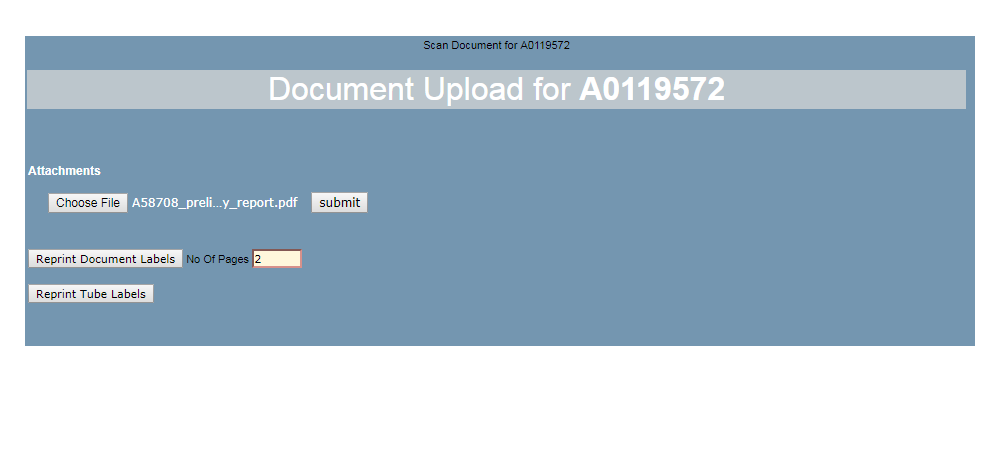 Scan Document for A0119572
Document Upload for A0119572
Attachments
Choose File A58708_preli...y_report.pdf submit
Reprint Document Labels No Of Pages 2
Reprint Tube Labels